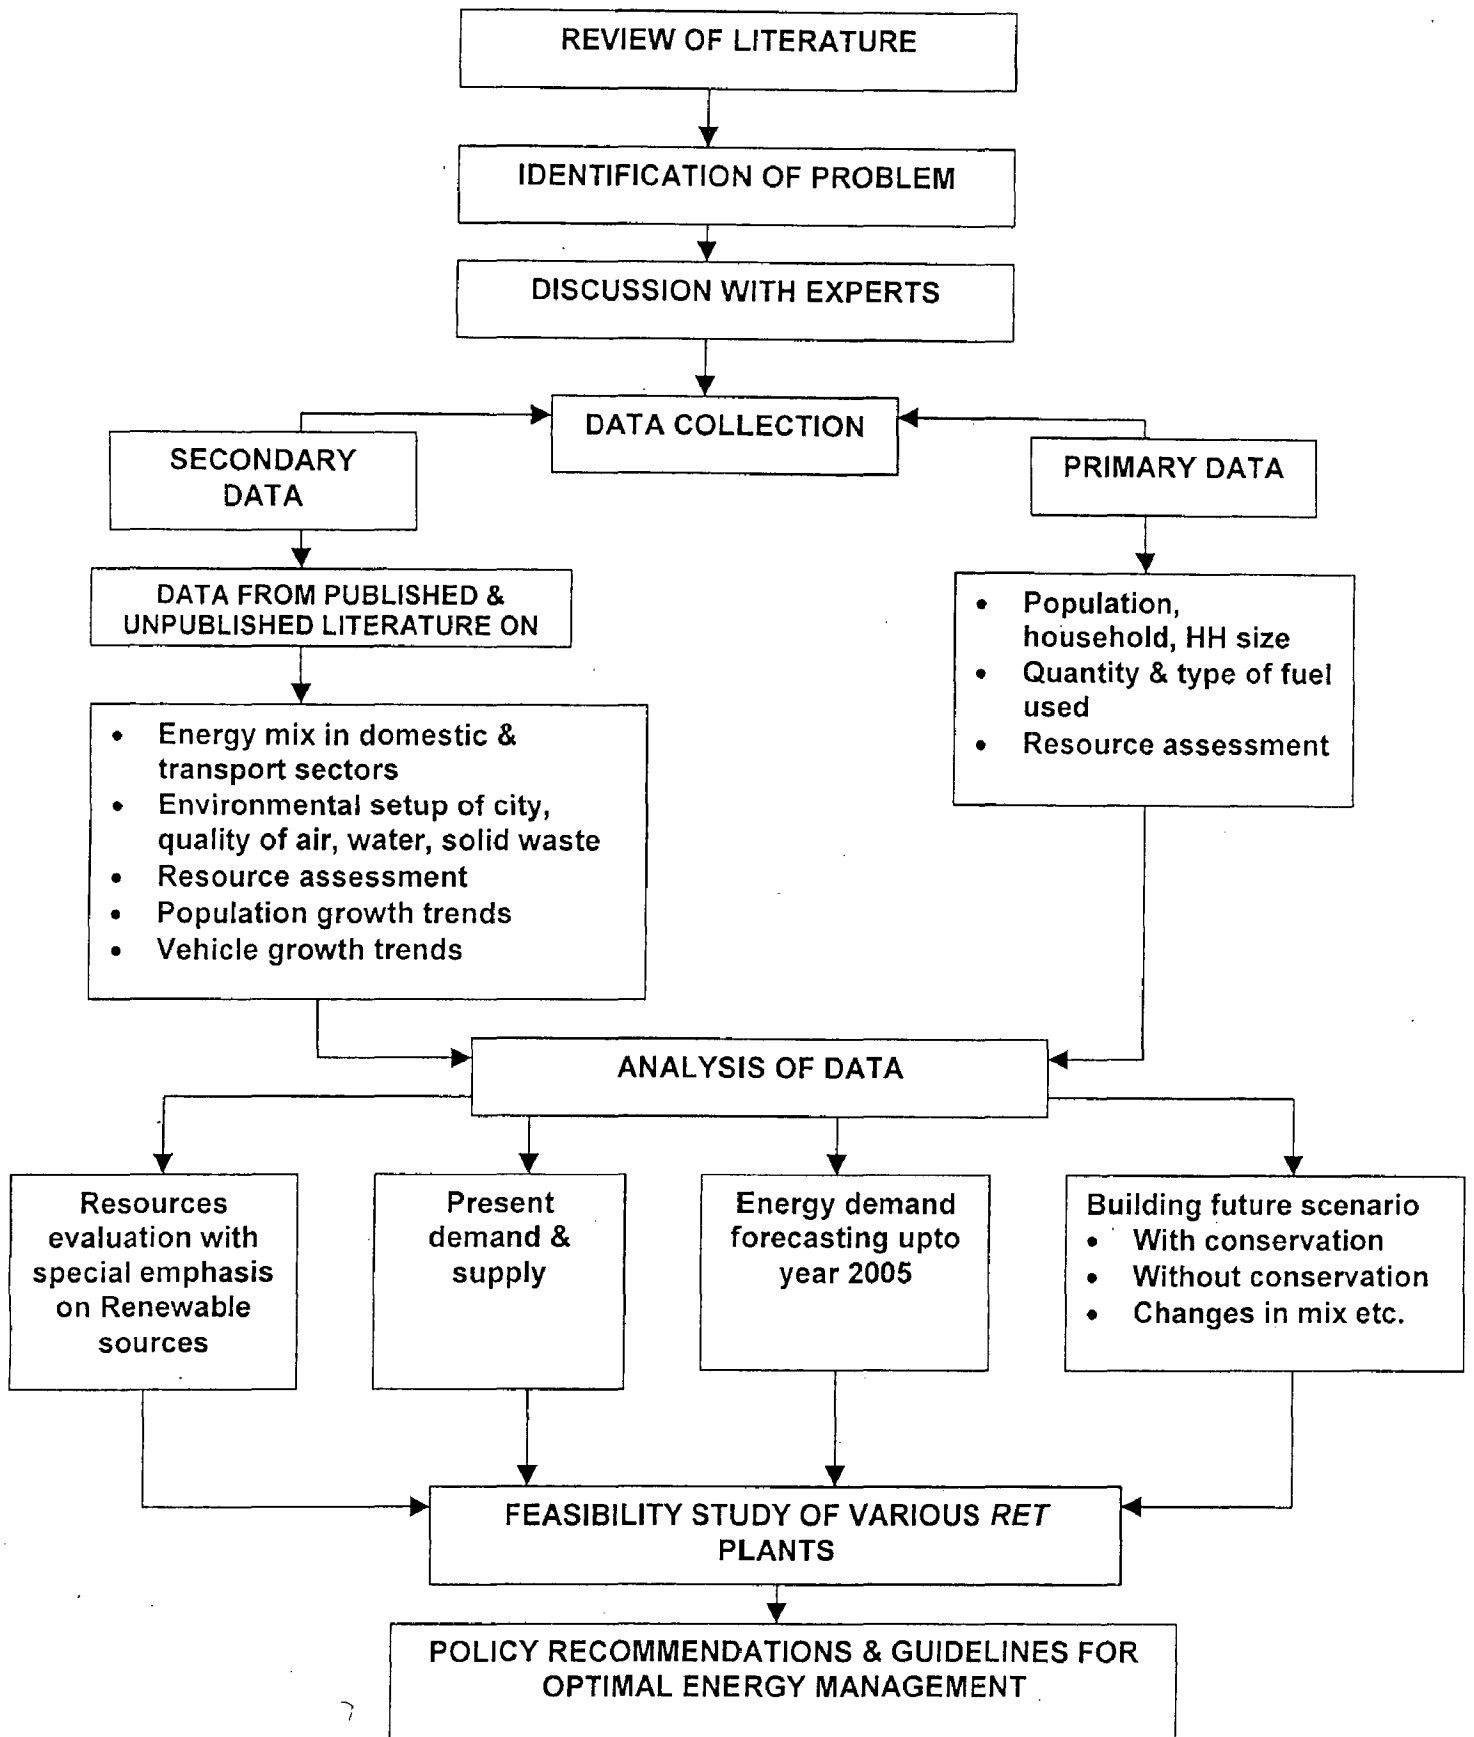 REVIEW OF LITERATURE
IDENTIFICATION OF PROBLEM
DISCUSSION WITH EXPERTS
DATA COLLECTION
SECONDARY
DATA
PRIMARY DATA
DATA FROM PUBLISHED &
UNPUBLISHED LITERATURE ON
• Population,
household, HH size
• Quantity & type of fuel
used
• Resource assessment
• Energy mix in domestic &
transport sectors
• Environmental setup of city,
quality of air, water, solid waste
• Resource assessment
• Population growth trends
• Vehicle growth trends
ANALYSIS OF DATA
Resources
evaluation with
special emphasis
on Renewable
sources
Present
demand &
supply
Energy demand
forecasting upto
year 2005
Building future scenario
• With conservation
• Without conservation
• Changes in mix etc.
FEASIBILITY STUDY OF VARIOUS RET
PLANTS
POLICY RECOMMENDATIONS & GUIDELINES FOR
OPTIMAL ENERGY MANAGEMENT